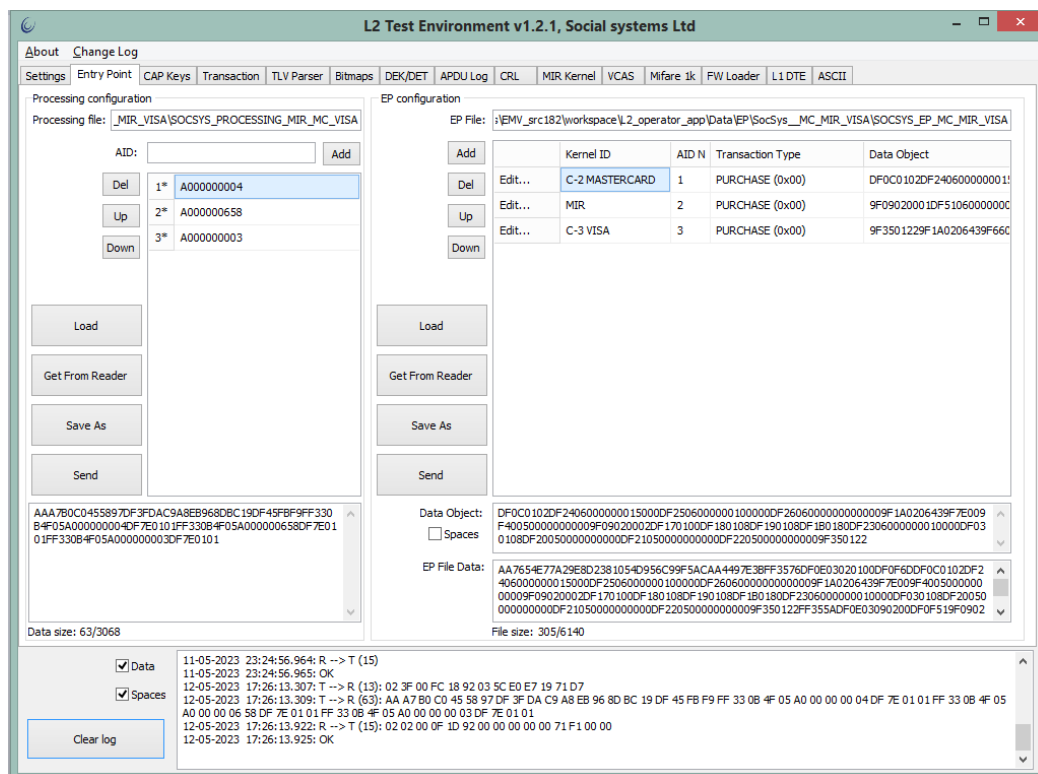 L2 Test Environment v1.2.1, Social systems Ltd
About Change Log
Settings Entry Point CAP Keys Transaction TLV Parser Bitmaps DEK/DET APDU Log CRL MIR Kernel VCAS Mifare 1k FW Loader L1 DTE ASCII
Processing configuration
Processing file: _MIR_VISA\SOCSYS_PROCESSING_MIR_MC_VISA
AID: Add
Del
Up
Down
1* A000000004
2* A000000658
3* A000000003
Load
Get From Reader
Save As
Send
AAA7B0C0455897DF3FDAC9A8EB968DBC19DF45FBF9FF330
B4F05A000000004DF7E0101FF330B4F05A000000658DF7E01
01FF330B4F05A000000003DF7E0101
Data size: 63/3068
EP configuration
EP File: :\EMV_src182\workspace\L2_operator_app\Data\EP\SocSys__MC_MIR_VISA\SOCSYS_EP_MC_MIR_VISA
Add
Del
Up
Down
Kernel ID AID N Transaction Type Data Object
Edit... C-2 MASTERCARD 1 PURCHASE (0x00) DF0C0102DF240600000001
Edit... MIR 2 PURCHASE (0x00) 9F09020001DF5106000000
Edit... C-3 VISA 3 PURCHASE (0x00) 9F3501229F1A0206439F66
Load
Get From Reader
Save As
Send
Data Object:
Spaces
DF0C0102DF2406000000015000DF2506000000100000DF2606000000000000009F1A0206439F7E009
F400500000000009F09020002DF170100DF180108DF190108DF1B0180DF2306000000010000DF03
0108DF20050000000000DF21050000000000DF220500000000009F350122
EP File Data:
AA7654E77A29E8D2381054D956C99F5ACAA4497E3BFF3576DF0E03020100DF0F6DDF0C0102DF2
406000000015000DF2506000000100000DF2606000000000000009F1A0206439F7E009F4005000000
00009F09020002DF170100DF180108DF190108DF1B0180DF2306000000010000DF030108DF20050
000000000DF21050000000000DF220500000000009F350122FF355ADF0E03090200DF0F519F0902
File size: 305/6140
Data
Spaces
Clear log
11-05-2023 23:24:56.964: R --> T (15)
11-05-2023 23:24:56.965: OK
12-05-2023 17:26:13.307: T --> R (13): 02 3F 00 FC 18 92 03 5C E0 E7 19 71 D7
12-05-2023 17:26:13.309: T --> R (63): AA A7 B0 C0 45 58 97 DF 3F DA C9 A8 EB 96 8D BC 19 DF 45 FB F9 FF 33 0B 4F 05 A0 00 00 00 04 DF 7E 01 01 FF 33 0B 4F 05
A0 00 00 06 58 DF 7E 01 01 FF 33 0B 4F 05 A0 00 00 00 03 DF 7E 01 01
12-05-2023 17:26:13.922: R --> T (15): 02 02 00 0F 1D 92 00 00 00 00 00 71 F1 00 00
12-05-2023 17:26:13.925: OK